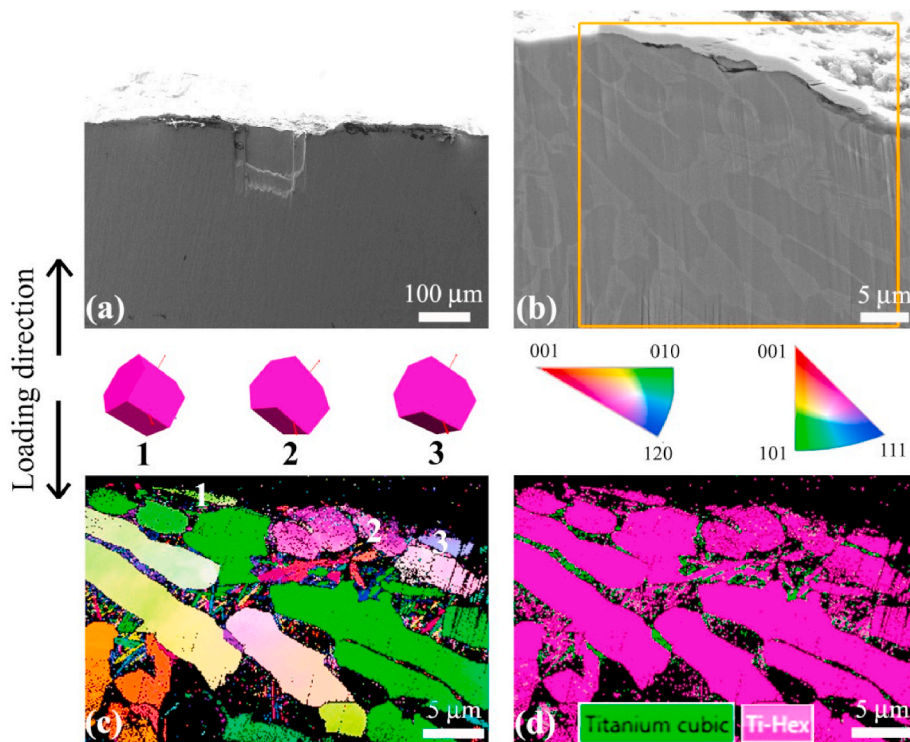 (a)
100 μm
(b)
5 μm
Loading direction
1
2
3
001
010
120
001
101
111
1
2
3
(c)
5 μm
(d)
Titanium cubic
Ti-Hex
5 μm